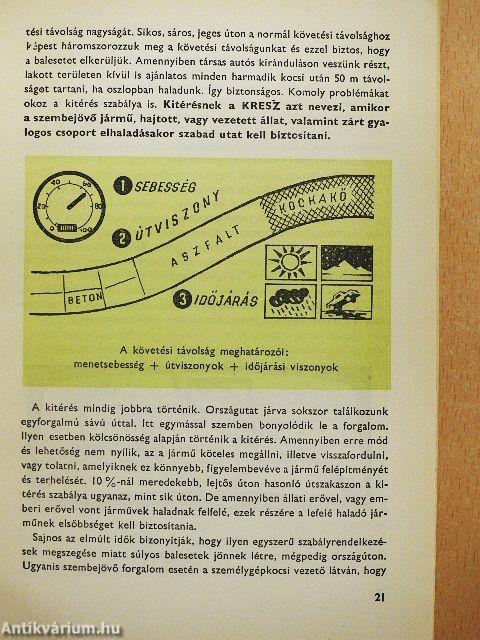 tési távolság nagyságát. Sikos, sáros, jeges úton a normál követési távolsághoz
képest háromszorozzuk meg a követési távolságunkat és ezzel biztos, hogy
a balesetet elkerüljük. Amennyiben társas autós kiránduláson veszünk részt,
lakott területen kívül is ajánlatos minden harmadik kocsi után 50 m távol-
ságot tartani, ha oszlopban haladunk. Így biztonságos. Komoly problémákat
okoz a kitérés szabálya is. Kitérésnek a KRESZ azt nevezi, amikor
a szembejövő jármű, hajtott, vagy vezetett állat, valamint zárt gya-
logos csoport elhaladásakor szabad utat kell biztosítani.
40 60
20 80
0 100
1 SEBESSÉG
2 ÚTVISZONY
BETON
ASZFALT
KOCKAKŐ
3 IDŐJÁRÁS
A követési távolság meghatározói:
menetsebesség + útviszonyok + időjárási viszonyok
A kitérés mindig jobbra történik. Országutat járva sokszor találkozunk
egyforgalmú sávú úttal. Itt egymással szemben bonyolódik le a forgalom.
Ilyen esetben kölcsönösség alapján történik a kitérés. Amennyiben erre mód
és lehetőség nem nyílik, az a jármű köteles megállni, illetve visszafordulni,
vagy tolatni, amelyiknek ez könnyebb, figyelembevéve a jármű felépítményét
és terhelését. 10 %-nál meredekebb, lejtős úton hasonló útszakaszon a ki-
térés szabálya ugyanaz, mint sík úton. De amennyiben állati erővel, vagy em-
beri erővel vont járművek haladnak felfelé, ezek részére a lefelé haladó jár-
műnek elsőbbséget kell biztosítania.
Sajnos az elmúlt idők bizonyítják, hogy ilyen egyszerű szabályrendelkezé-
sek megszegése miatt súlyos balesetek jönnek létre, mégpedig országúton.
Ugyanis szembejövő forgalom esetén a személygépkocsi vezető látván, hogy
21
Antikvárium.hu